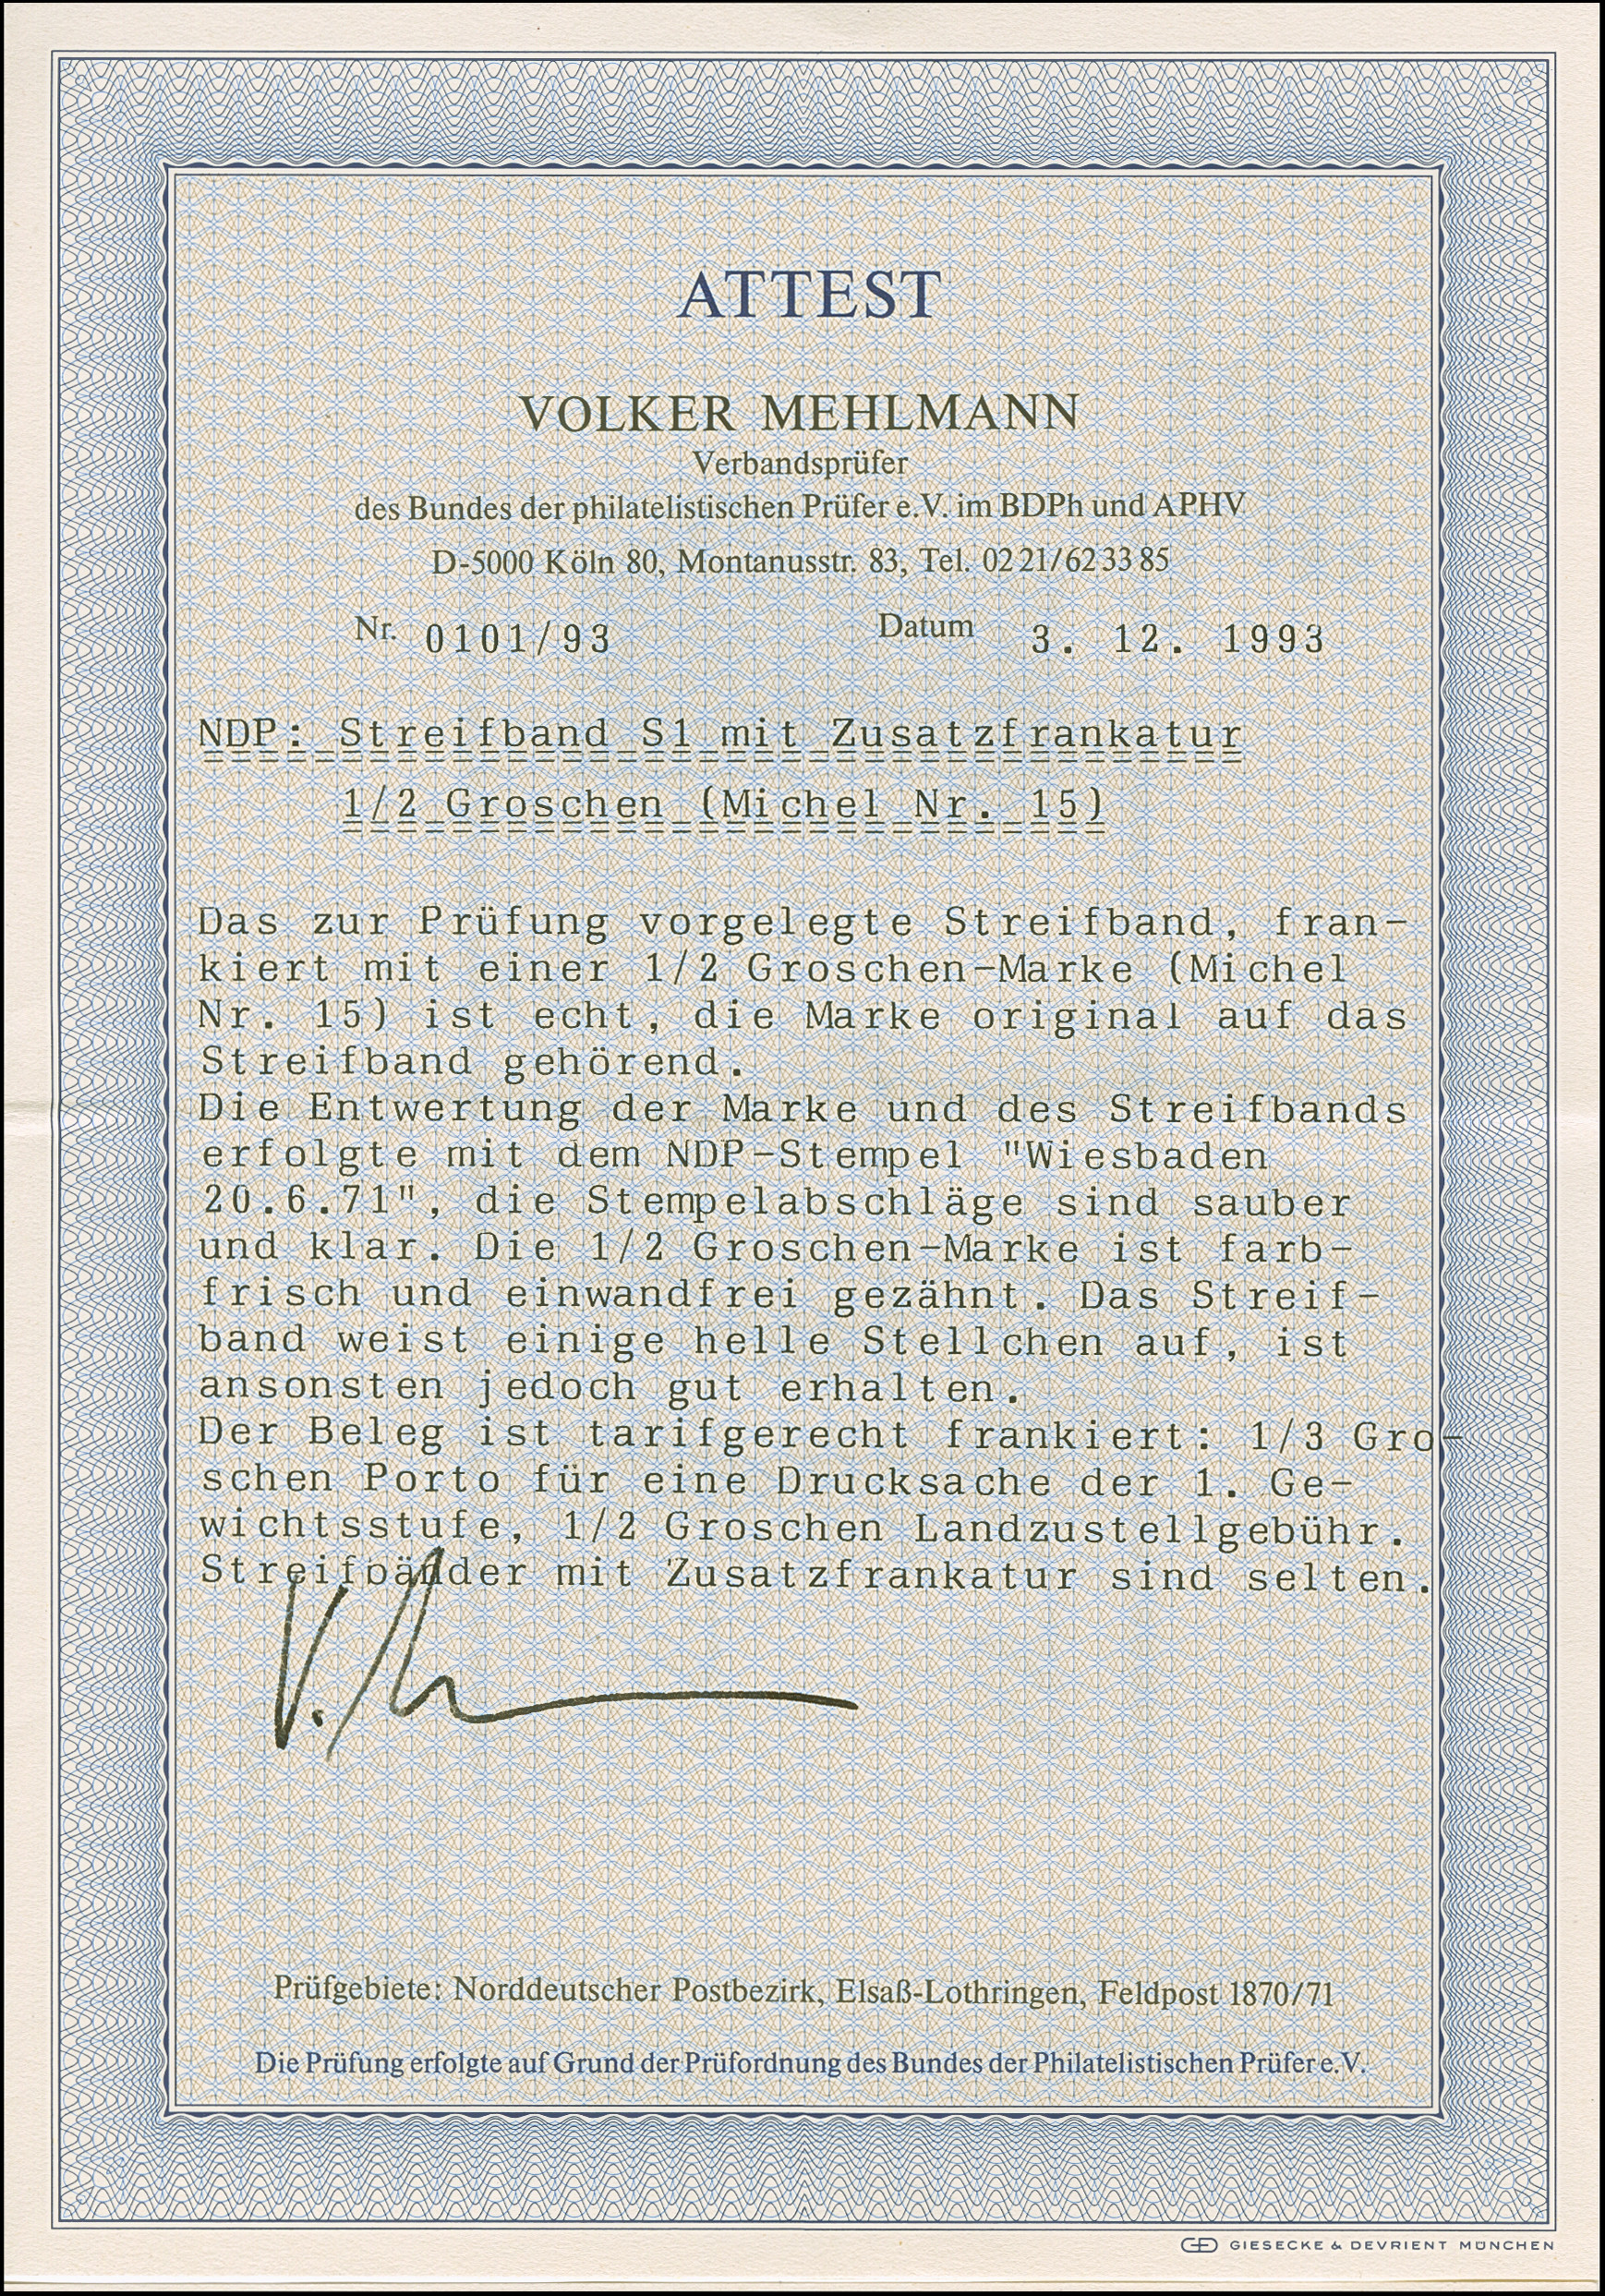 ATTEST
VOLKER MEHLMANN
Verbandsprüfer
des Bundes der philatelistischen Prüfer e.V. im BDPh und APHV
D-5000 Köln 80, Montanusstr. 83, Tel. 02 21/62 33 85
Nr. 0101/93 Datum 3. 12. 1993
NDP: Streifband S1 mit Zusatzfrankatur
1/2 Groschen (Michel Nr. 15)
Das zur Prüfung vorgelegte Streifband, fran-
kiert mit einer 1/2 Groschen-Marke (Michel
Nr. 15) ist echt, die Marke original auf das
Streifband gehörend.
Die Entwertung der Marke und des Streifbands
erfolgte mit dem NDP-Stempel "Wiesbaden
20.6.71", die Stempelabschläge sind sauber
und klar. Die 1/2 Groschen-Marke ist farb-
frisch und einwandfrei gezähnt. Das Streif-
band weist einige helle Stellchen auf, ist
ansonsten jedoch gut erhalten.
Der Beleg ist tarifgerecht frankiert: 1/3 Gro-
schen Porto für eine Drucksache der 1. Ge-
wichtsstufe, 1/2 Groschen Landzustellgebühr.
Streifbänder mit Zusatzfrankatur sind selten.
Prüfgebiete: Norddeutscher Postbezirk, Elsaß-Lothringen, Feldpost 1870/71
Die Prüfung erfolgte auf Grund der Prüfordnung des Bundes der Philatelistischen Prüfer e.V.
GD GIESECKE & DEVRIENT MÜNCHEN